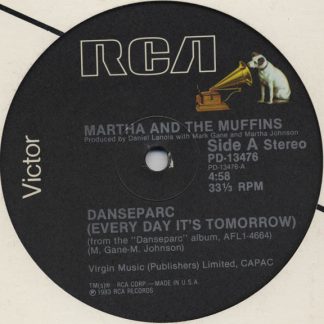 RCA
Victor
MARTHA AND THE MUFFINS
Produced by Daniel Lanois with Mark Gane and Martha Johnson
Side A Stereo
PD-13476
PD-13476-A
4:58
33⅓ RPM
DANSEPARC
(EVERY DAY IT'S TOMORROW)
(from the "Danseparc" album, AFL1-4664)
(M. Gane-M. Johnson)
Virgin Music (Publishers) Limited, CAPAC
TM(s)® RCA CORP.—MADE IN U.S.A.
℗ 1983 RCA RECORDS